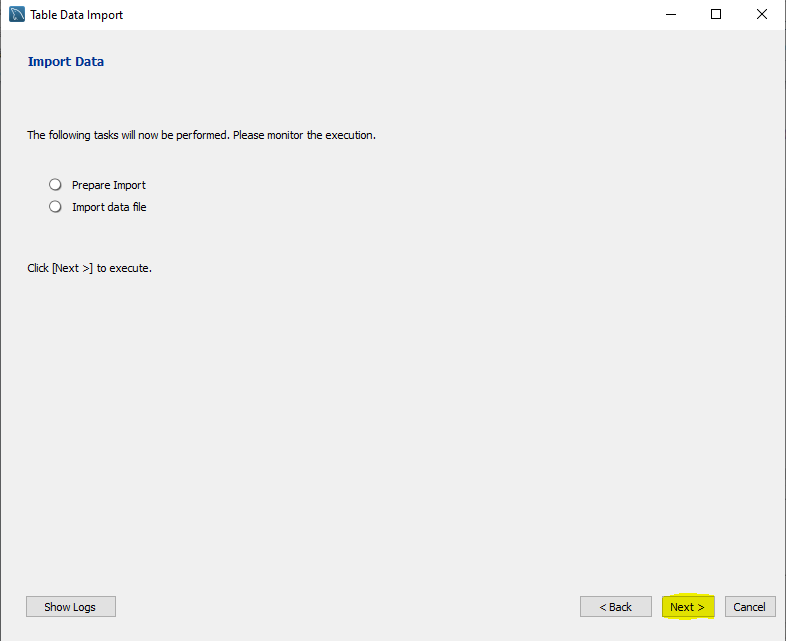 Table Data Import
Import Data
The following tasks will now be performed. Please monitor the execution.
Prepare Import
Import data file
Click [Next >] to execute.
Show Logs
< Back
Next >
Cancel